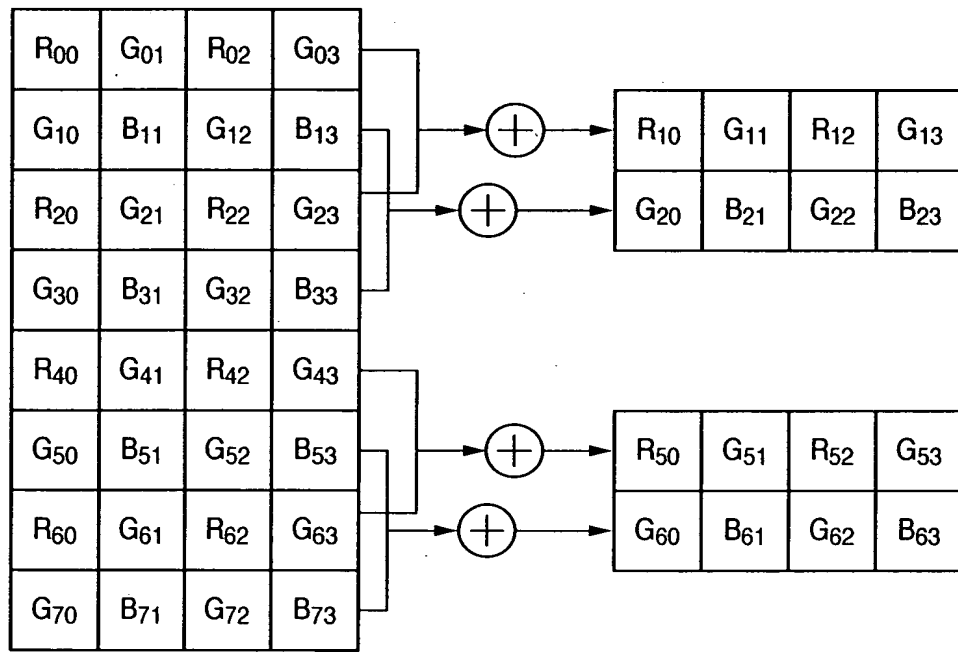 R00 G01 R02 G03
G10 B11 G12 B13
R20 G21 R22 G23
G30 B31 G32 B33
R40 G41 R42 G43
G50 B51 G52 B53
R60 G61 R62 G63
G70 B71 G72 B73
+
+
+
+
R10 G11 R12 G13
G20 B21 G22 B23
R50 G51 R52 G53
G60 B61 G62 B63